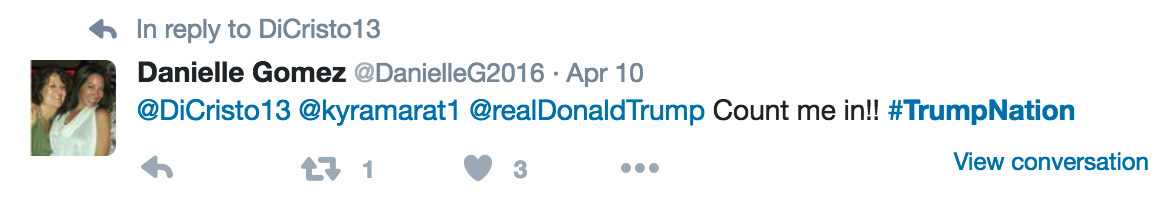 In reply to DiCristo13
Danielle Gomez @DanielleG2016 · Apr 10
@DiCristo13 @kyramarat1 @realDonaldTrump Count me in!! #TrumpNation
1 3 View conversation